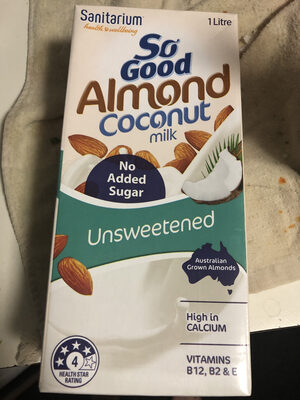 Sanitarium
health & wellbeing
1 Litre
So
Good
Almond
Coconut
milk
No
Added
Sugar
Unsweetened
Australian
Grown Almonds
High in
CALCIUM
VITAMINS
B12, B2 & E
4
HEALTH STAR
RATING